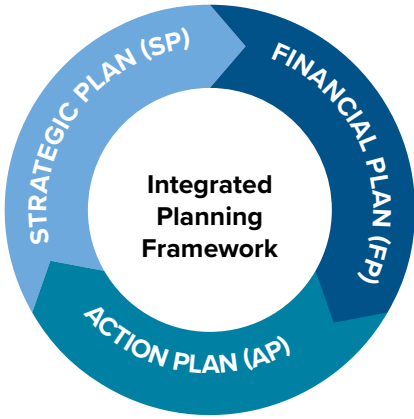 STRATEGIC PLAN (SP)
FINANCIAL PLAN (FP)
Integrated
Planning
Framework
ACTION PLAN (AP)